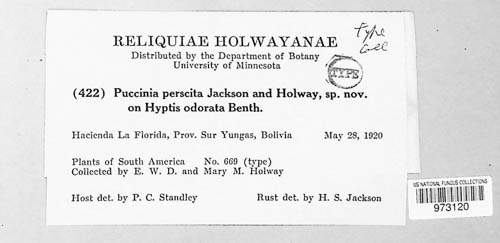 Type
Coll
RELIQUIAE HOLWAYANAE
Distributed by the Department of Botany
University of Minnesota
TYPE
(422) Puccinia perscita Jackson and Holway, sp. nov.
on Hyptis odorata Benth.
Hacienda La Florida, Prov. Sur Yungas, Bolivia May 28, 1920
Plants of South America No. 669 (type)
Collected by E. W. D. and Mary M. Holway
Host det. by P. C. Standley Rust det. by H. S. Jackson
US NATIONAL FUNGUS COLLECTIONS
973120